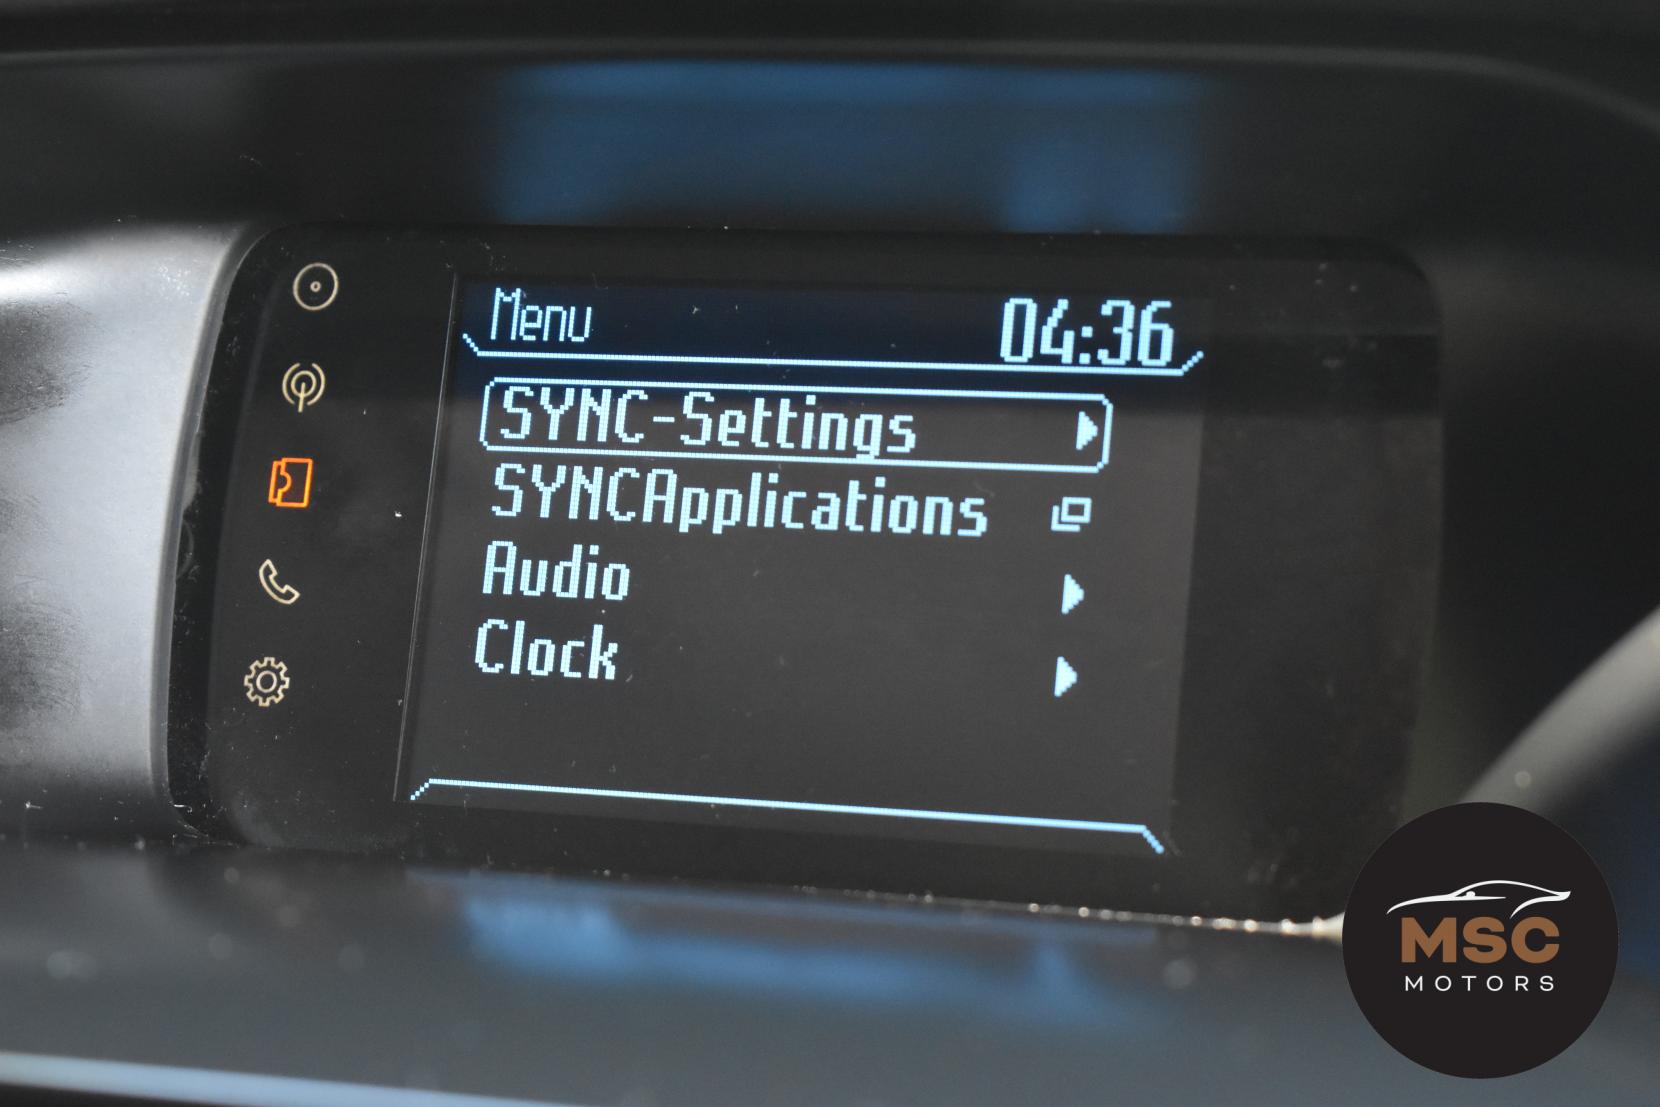 Menu
04:36
SYNC-Settings
SYNCApplications
Audio
Clock
MSC
MOTORS